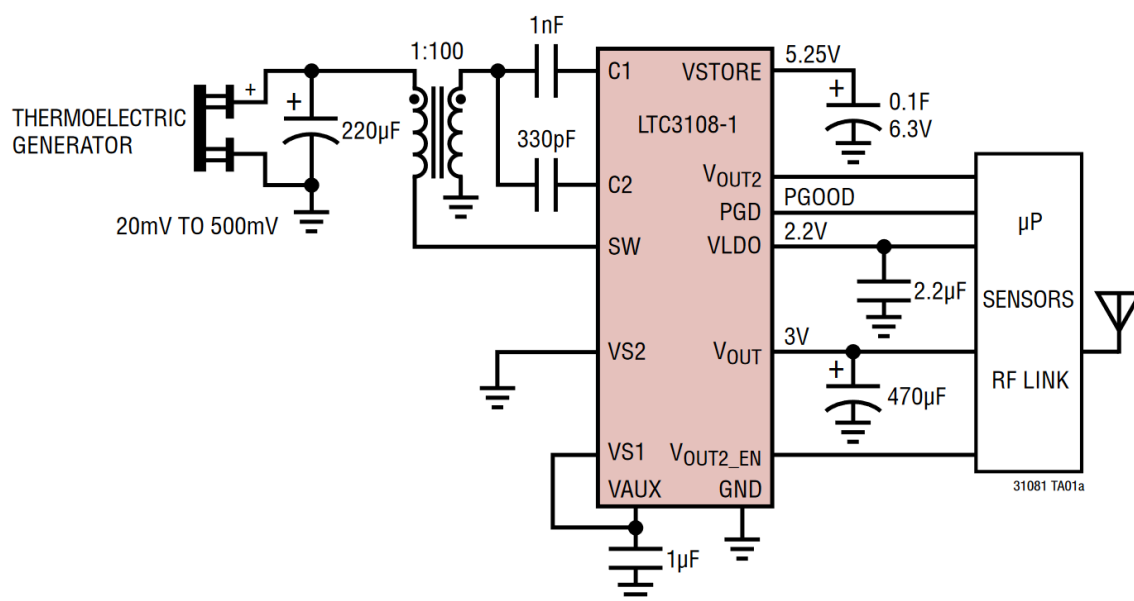 1nF
1:100
THERMOELECTRIC
GENERATOR
+
+
220µF
20mV TO 500mV
330pF
C1
C2
SW
VS2
VS1
VAUX
LTC3108-1
VSTORE
VOUT2
PGD
VLDO
VOUT
VOUT2_EN
GND
5.25V
+
0.1F
6.3V
PGOOD
2.2V
2.2µF
3V
+
470µF
1µF
µP
SENSORS
RF LINK
31081 TA01a